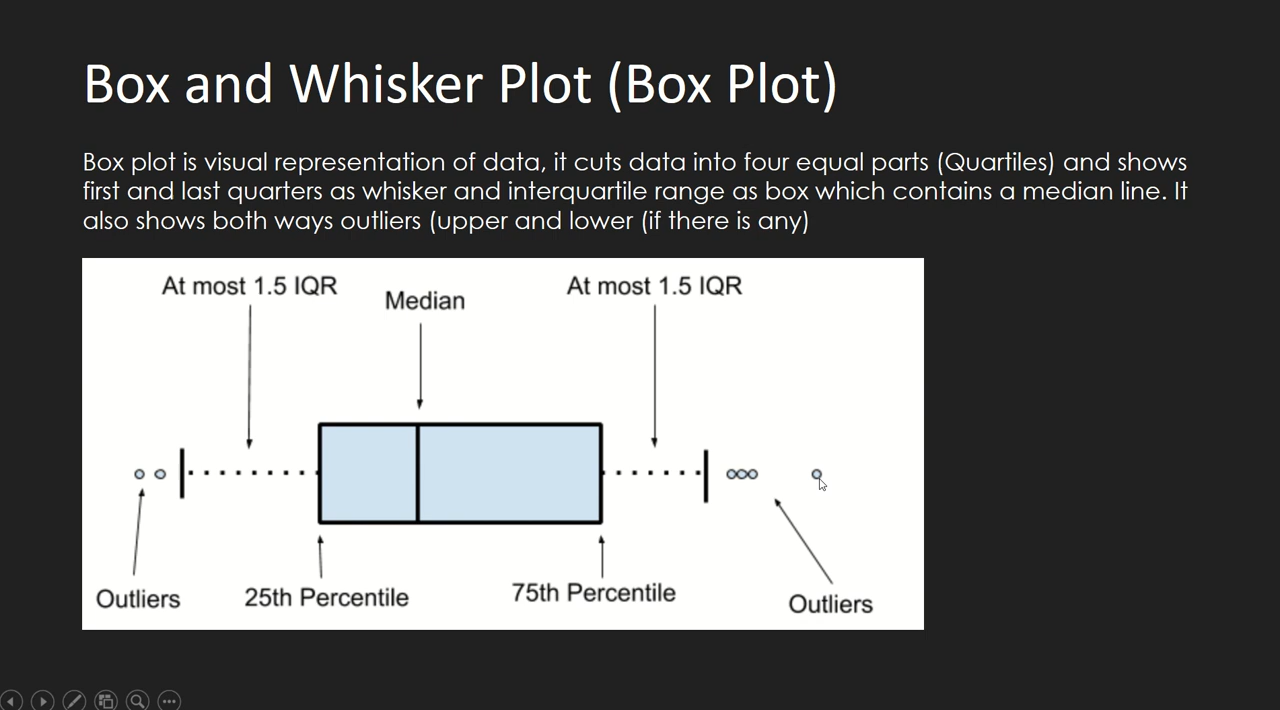 Box and Whisker Plot (Box Plot)
Box plot is visual representation of data, it cuts data into four equal parts (Quartiles) and shows
first and last quarters as whisker and interquartile range as box which contains a median line. It
also shows both ways outliers (upper and lower (if there is any)
At most 1.5 IQR
Median
At most 1.5 IQR
Outliers
25th Percentile
75th Percentile
Outliers